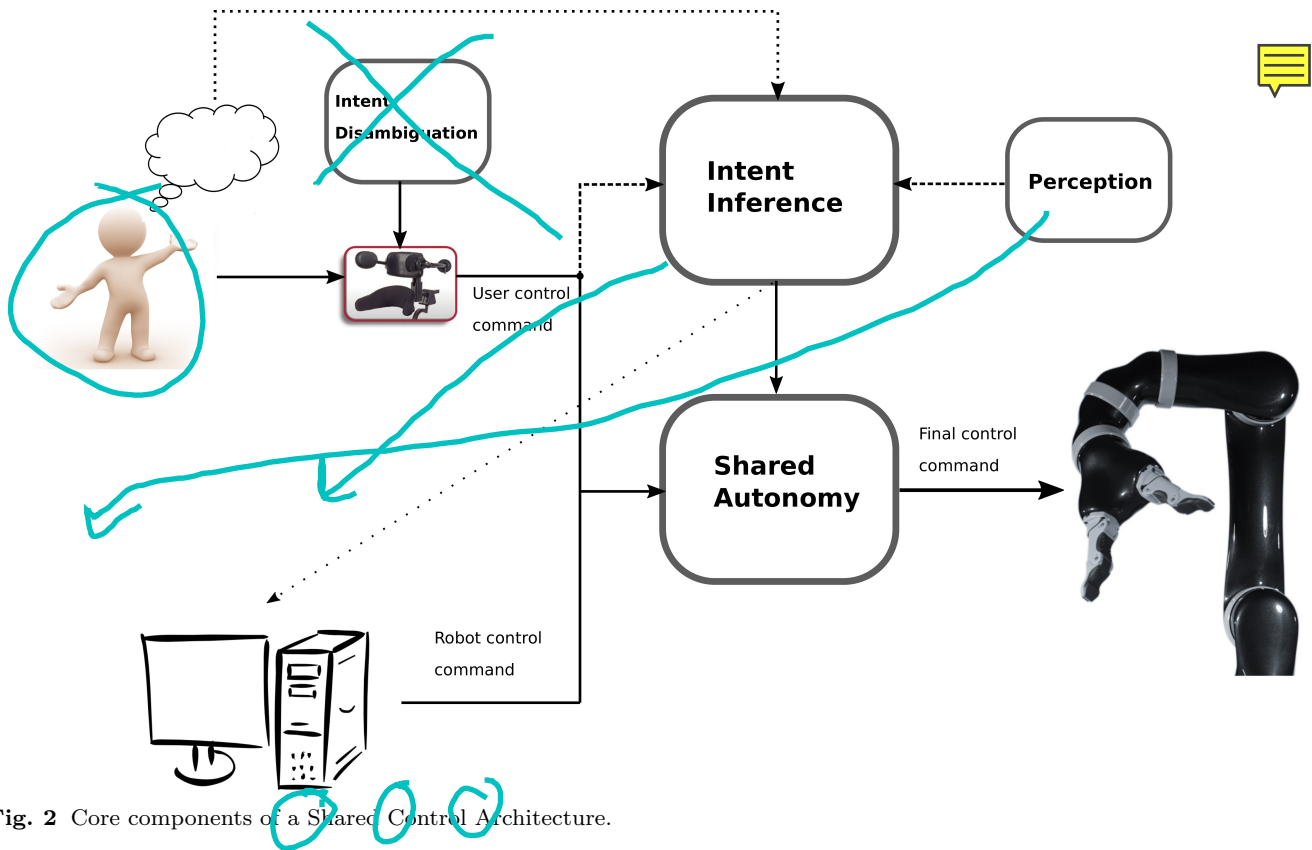 Intent
Disambiguation
Intent
Inference
Perception
User control
command
Shared
Autonomy
Final control
command
Robot control
command
Fig. 2 Core components of a Shared Control Architecture.